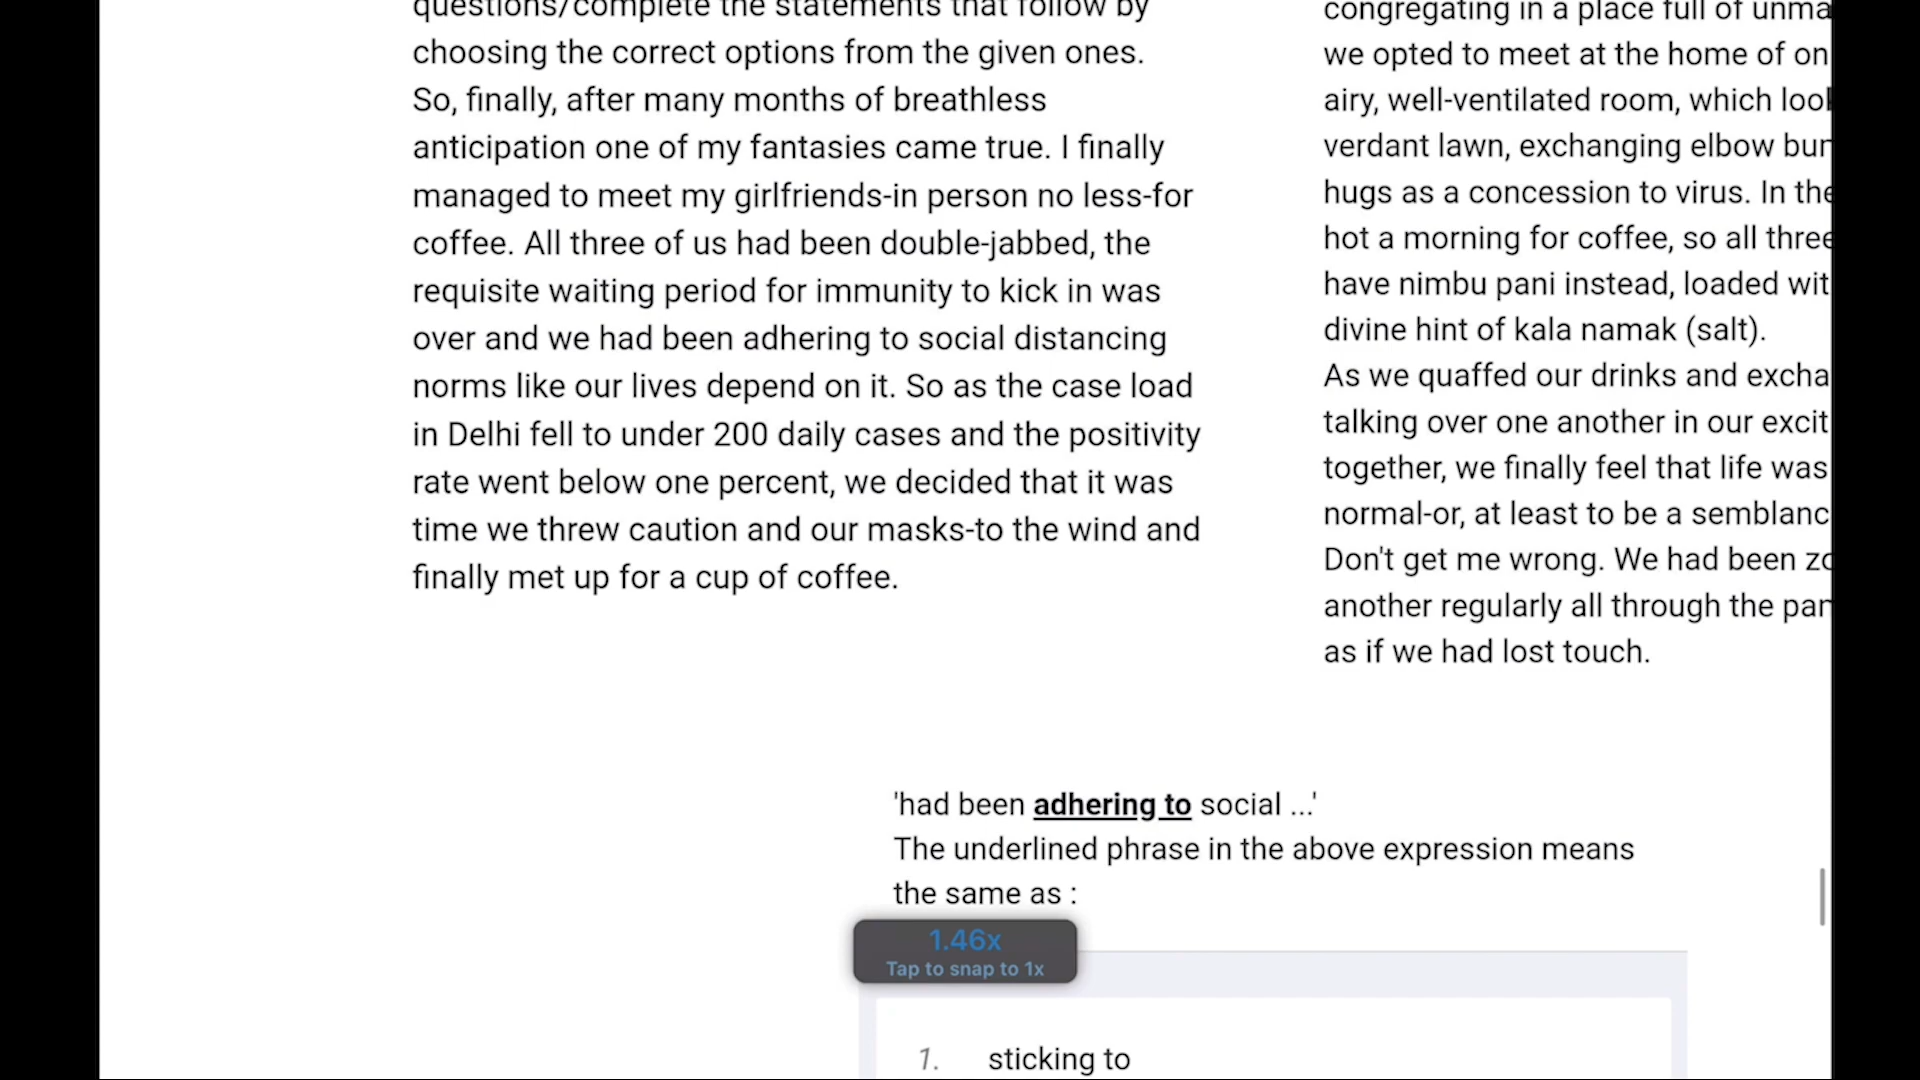 questions/complete the statements that follow by
choosing the correct options from the given ones.
So, finally, after many months of breathless
anticipation one of my fantasies came true. I finally
managed to meet my girlfriends-in person no less-for
coffee. All three of us had been double-jabbed, the
requisite waiting period for immunity to kick in was
over and we had been adhering to social distancing
norms like our lives depend on it. So as the case load
in Delhi fell to under 200 daily cases and the positivity
rate went below one percent, we decided that it was
time we threw caution and our masks-to the wind and
finally met up for a cup of coffee.
congregating in a place full of unma
we opted to meet at the home of on
airy, well-ventilated room, which look
verdant lawn, exchanging elbow bum
hugs as a concession to virus. In the
hot a morning for coffee, so all three
have nimbu pani instead, loaded wit
divine hint of kala namak (salt).
As we quaffed our drinks and excha
talking over one another in our excit
together, we finally feel that life was
normal-or, at least to be a semblanc
Don't get me wrong. We had been zo
another regularly all through the pan
as if we had lost touch.
'had been adhering to social ...'
The underlined phrase in the above expression means
the same as :
1.46x
Tap to snap to 1x
1. sticking to